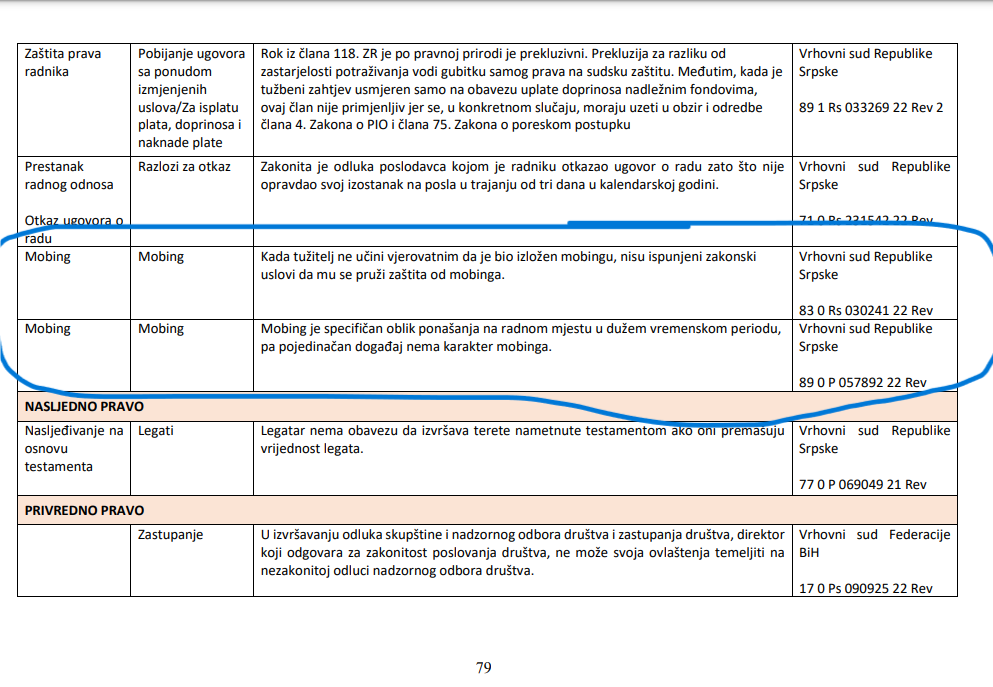 Zaštita prava
radnika
Pobijanje ugovora
sa ponudom
izmjenjenih
uslova/Za isplatu
plata, doprinosa i
naknade plate
Rok iz člana 118. ZR je po pravnoj prirodi je prekluzivni. Prekluzija za razliku od
zastarjelosti potraživanja vodi gubitku samog prava na sudsku zaštitu. Međutim, kada je
tužbeni zahtjev usmjeren samo na obavezu uplate doprinosa nadležnim fondovima,
ovaj član nije primjenljiv jer se, u konkretnom slučaju, moraju uzeti u obzir i odredbe
člana 4. Zakona o PIO i člana 75. Zakona o poreskom postupku
Vrhovni sud Republike
Srpske
89 1 Rs 033269 22 Rev 2
Prestanak
radnog odnosa
Otkaz ugovora o
radu
Razlozi za otkaz
Zakonita je odluka poslodavca kojom je radniku otkazao ugovor o radu zato što nije
opravdao svoj izostanak na posla u trajanju od tri dana u kalendarskoj godini.
Vrhovni sud Republike
Srpske
71 0 Rs 231542 22 Rev
Mobing
Mobing
Kada tužitelj ne učini vjerovatnim da je bio izložen mobingu, nisu ispunjeni zakonski
uslovi da mu se pruži zaštita od mobinga.
Vrhovni sud Republike
Srpske
83 0 Rs 030241 22 Rev
Mobing
Mobing
Mobing je specifičan oblik ponašanja na radnom mjestu u dužem vremenskom periodu,
pa pojedinačan događaj nema karakter mobinga.
Vrhovni sud Republike
Srpske
89 0 P 057892 22 Rev
NASLJEDNO PRAVO
Nasljeđivanje na
osnovu
testamenta
Legati
Legatar nema obavezu da izvršava terete nametnute testamentom ako oni premašuju
vrijednost legata.
Vrhovni sud Republike
Srpske
77 0 P 069049 21 Rev
PRIVREDNO PRAVO
Zastupanje
U izvršavanju odluka skupštine i nadzornog odbora društva i zastupanja društva, direktor
koji odgovara za zakonitost poslovanja društva, ne može svoja ovlaštenja temeljiti na
nezakonitoj odluci nadzornog odbora društva.
Vrhovni sud Federacije
BiH
17 0 Ps 090925 22 Rev
79